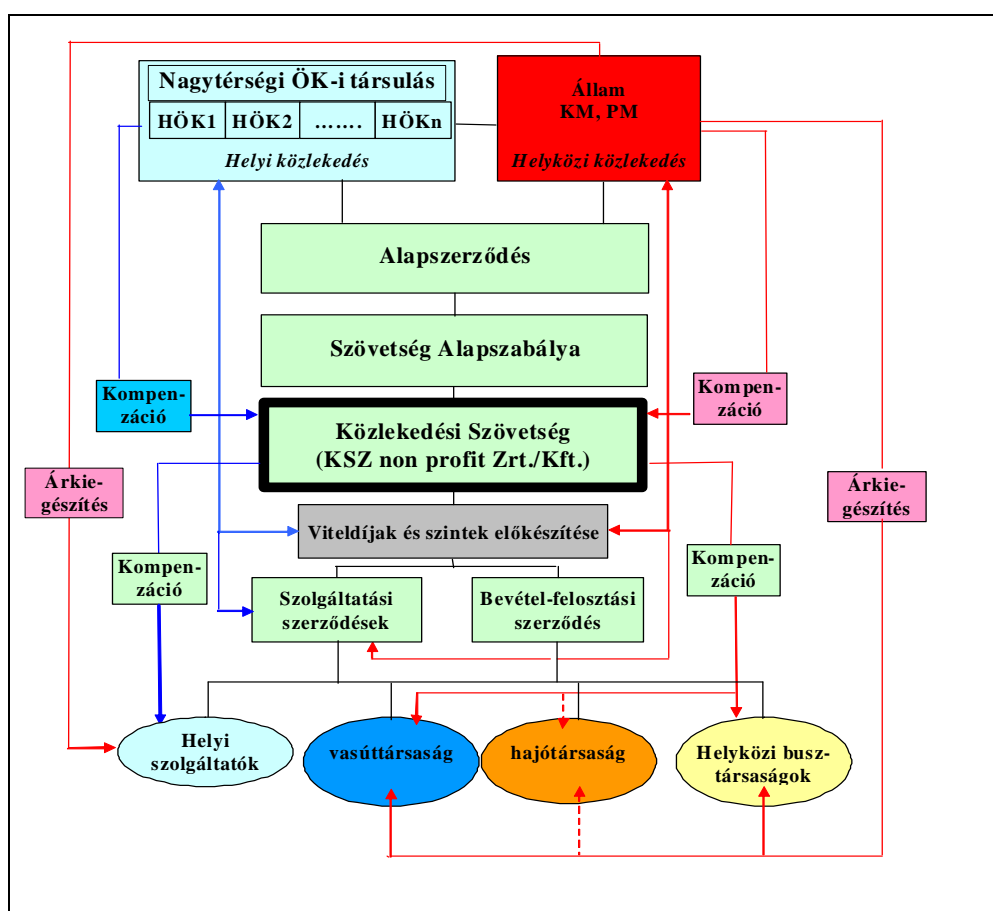 Nagytérségi ÖK-i társulás
HÖK1 HÖK2 ……. HÖKn
Helyi közlekedés
Állam
KM, PM
Helyközi közlekedés
Alapszerződés
Szövetség Alapszabálya
Kompen-
záció
Kompen-
záció
Közlekedési Szövetség
(KSZ non profit Zrt./Kft.)
Árkie-
gészítés
Árkie-
gészítés
Viteldíjak és szintek előkészítése
Kompen-
záció
Kompen-
záció
Szolgáltatási
szerződések
Bevétel-felosztási
szerződés
Helyi
szolgáltatók
vasúttársaság
hajótársaság
Helyközi busz-
társaságok